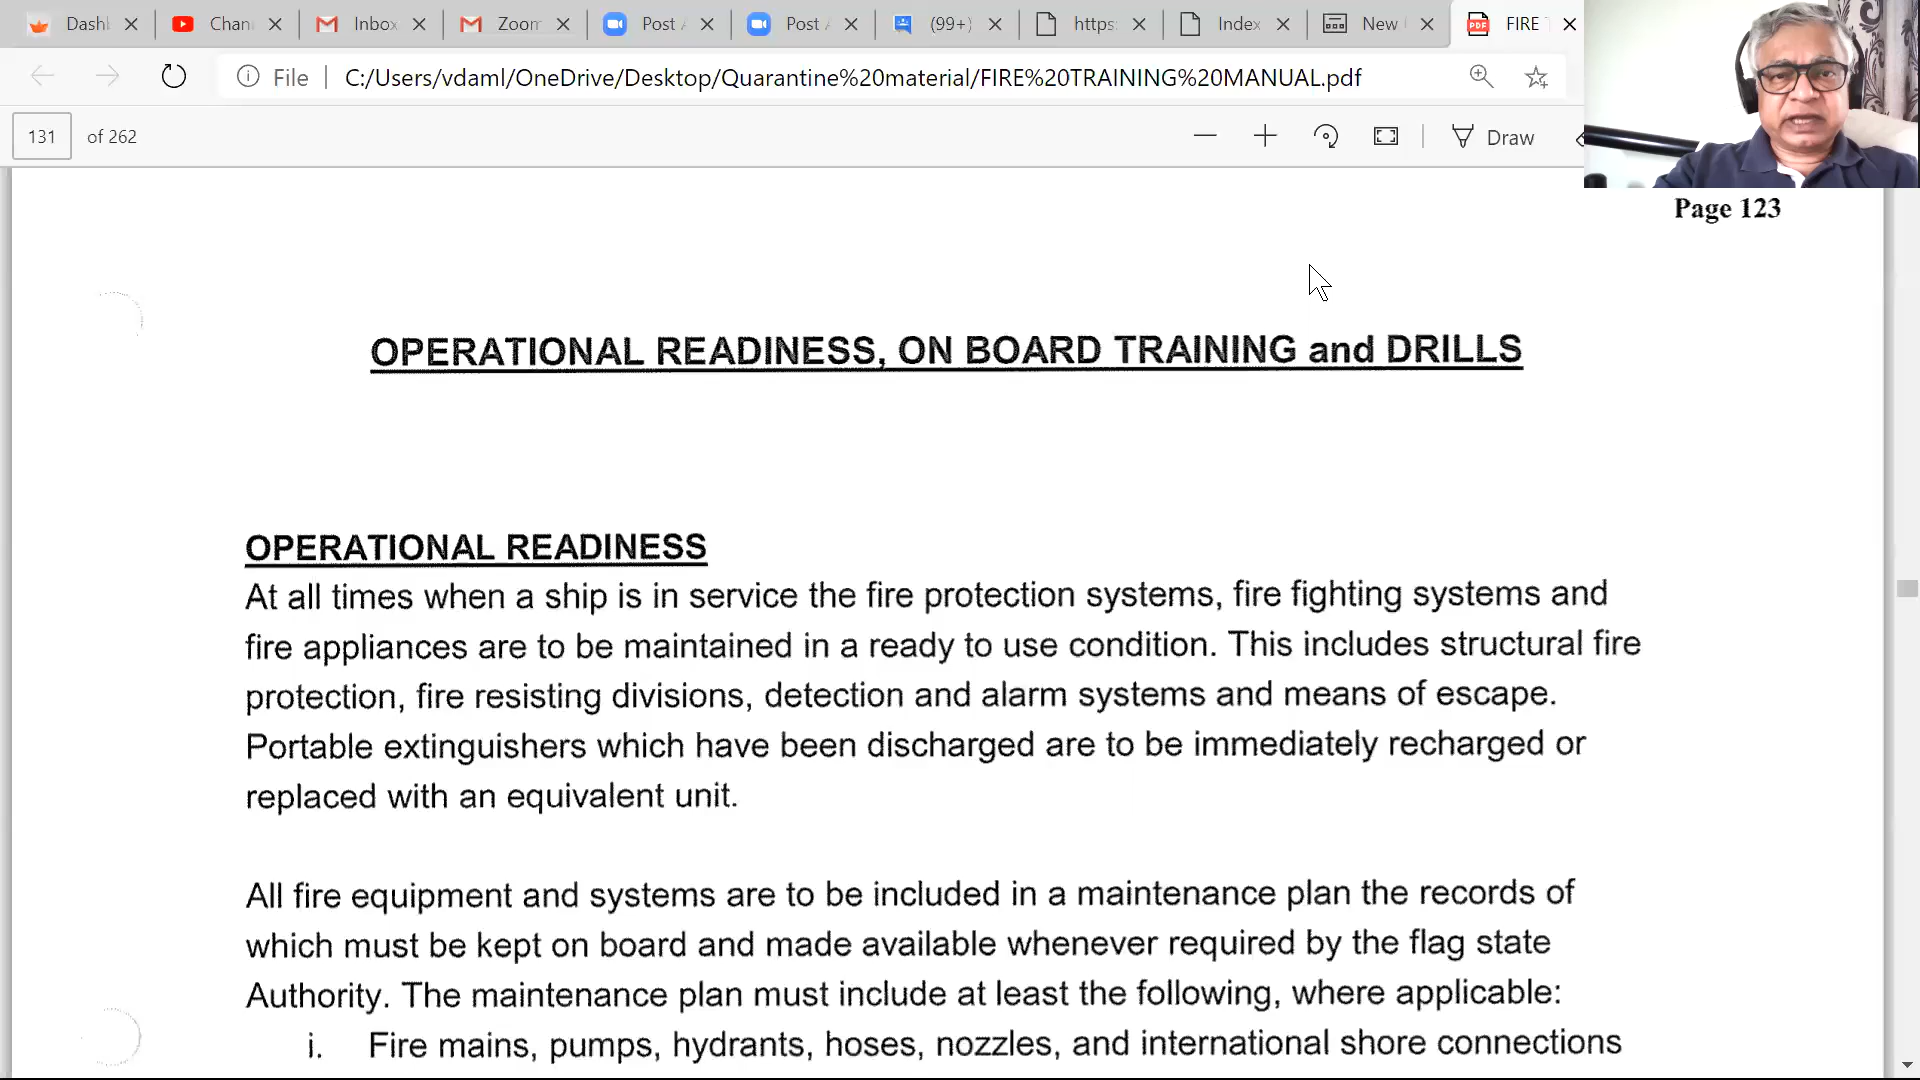 Dash
Chan
Inbox
Zoom
Post
Post
(99+)
https:
Index
New
FIRE
File
C:/Users/vdaml/OneDrive/Desktop/Quarantine%20material/FIRE%20TRAINING%20MANUAL.pdf
131 of 262
Draw
Page 123
OPERATIONAL READINESS, ON BOARD TRAINING and DRILLS
OPERATIONAL READINESS
At all times when a ship is in service the fire protection systems, fire fighting systems and
fire appliances are to be maintained in a ready to use condition. This includes structural fire
protection, fire resisting divisions, detection and alarm systems and means of escape.
Portable extinguishers which have been discharged are to be immediately recharged or
replaced with an equivalent unit.
All fire equipment and systems are to be included in a maintenance plan the records of
which must be kept on board and made available whenever required by the flag state
Authority. The maintenance plan must include at least the following, where applicable:
i. Fire mains, pumps, hydrants, hoses, nozzles, and international shore connections